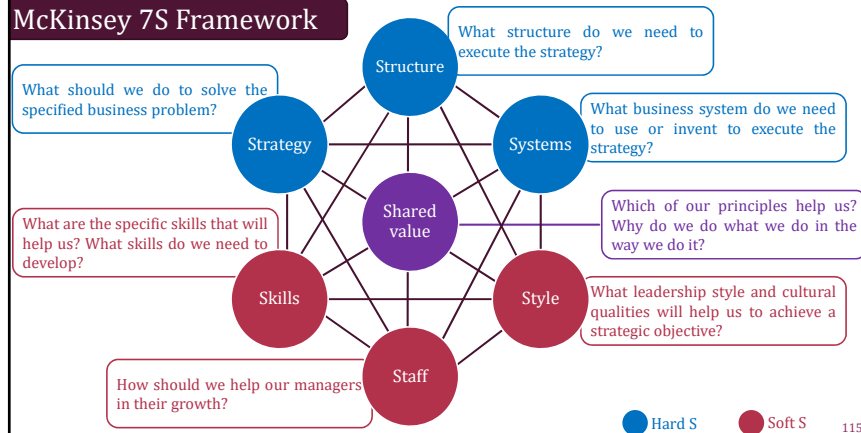 McKinsey 7S Framework
What structure do we need to
execute the strategy?
Structure
What should we do to solve the
specified business problem?
What business system do we need
to use or invent to execute the
strategy?
Strategy
Systems
Shared
value
Which of our principles help us?
Why do we do what we do in the
way we do it?
What are the specific skills that will
help us? What skills do we need to
develop?
Skills
Style
What leadership style and cultural
qualities will help us to achieve a
strategic objective?
Staff
How should we help our managers
in their growth?
Hard S
Soft S
115